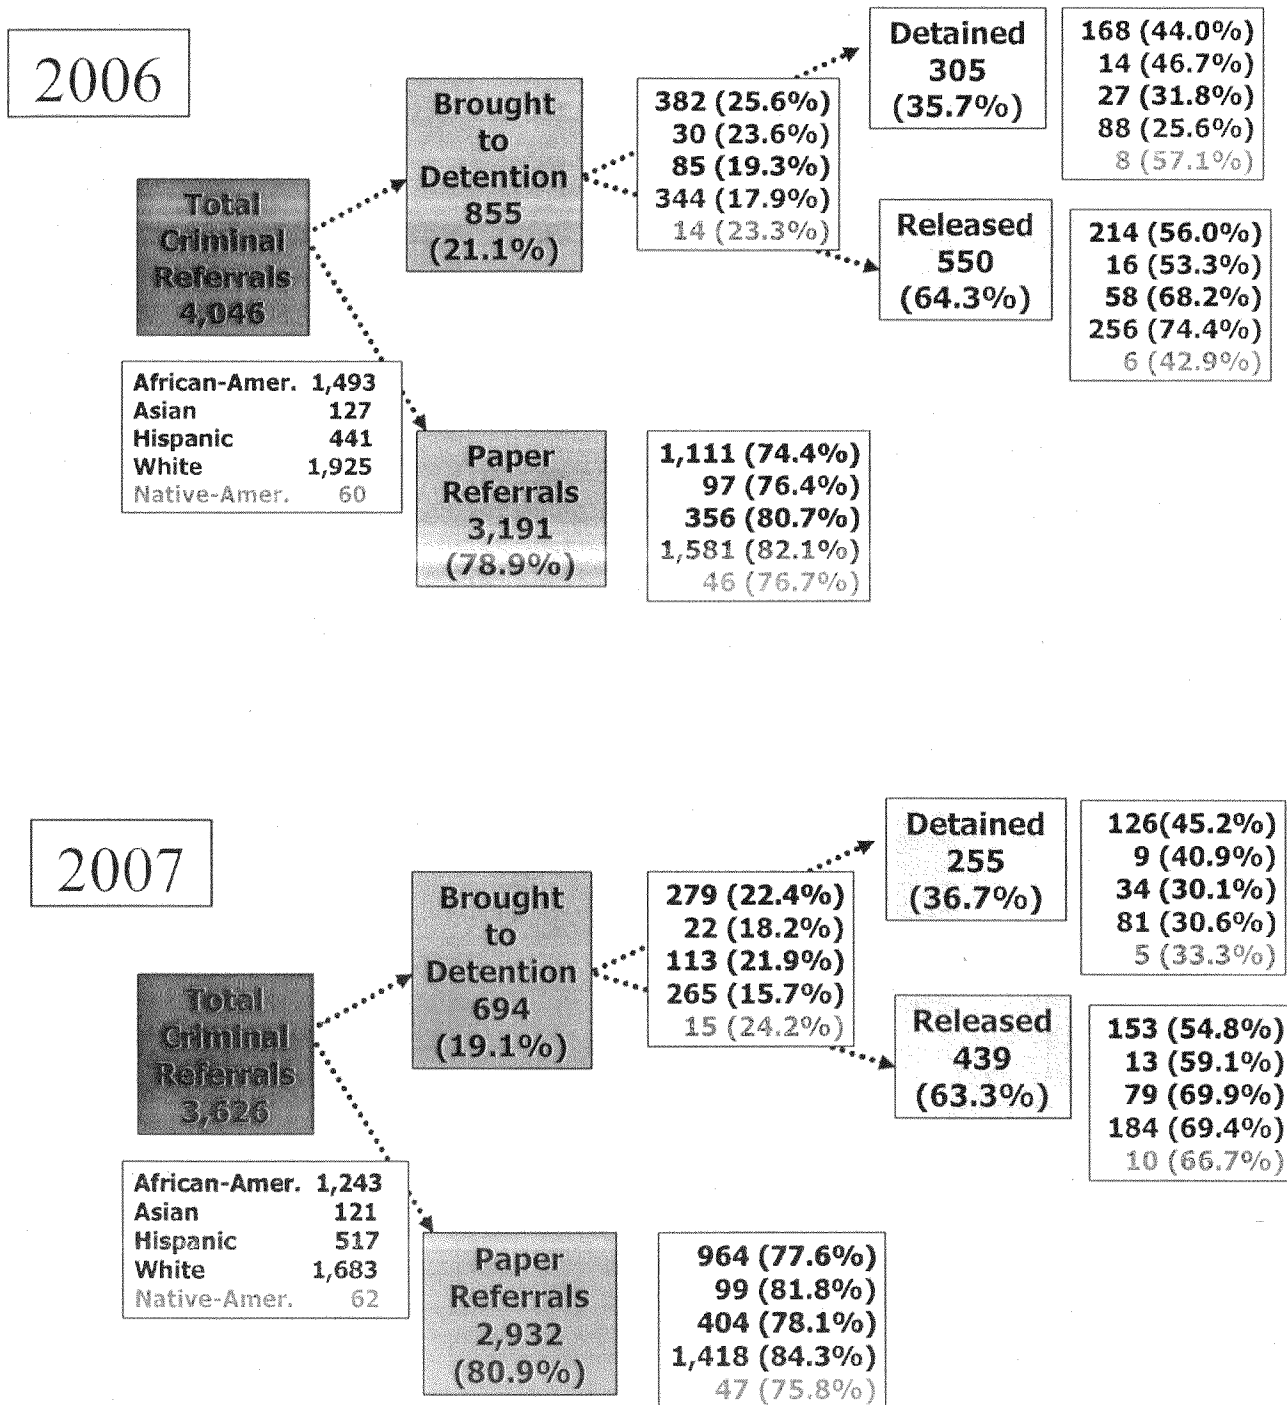 2006
Total
Criminal
Referrals
4,046
African-Amer. 1,493
Asian 127
Hispanic 441
White 1,925
Native-Amer. 60
Brought
to
Detention
855
(21.1%)
382 (25.6%)
30 (23.6%)
85 (19.3%)
344 (17.9%)
14 (23.3%)
Detained
305
(35.7%)
168 (44.0%)
14 (46.7%)
27 (31.8%)
88 (25.6%)
8 (57.1%)
Released
550
(64.3%)
214 (56.0%)
16 (53.3%)
58 (68.2%)
256 (74.4%)
6 (42.9%)
Paper
Referrals
3,191
(78.9%)
1,111 (74.4%)
97 (76.4%)
356 (80.7%)
1,581 (82.1%)
46 (76.7%)
2007
Total
Criminal
Referrals
3,626
African-Amer. 1,243
Asian 121
Hispanic 517
White 1,683
Native-Amer. 62
Brought
to
Detention
694
(19.1%)
279 (22.4%)
22 (18.2%)
113 (21.9%)
265 (15.7%)
15 (24.2%)
Detained
255
(36.7%)
126(45.2%)
9 (40.9%)
34 (30.1%)
81 (30.6%)
5 (33.3%)
Released
439
(63.3%)
153 (54.8%)
13 (59.1%)
79 (69.9%)
184 (69.4%)
10 (66.7%)
Paper
Referrals
2,932
(80.9%)
964 (77.6%)
99 (81.8%)
404 (78.1%)
1,418 (84.3%)
47 (75.8%)